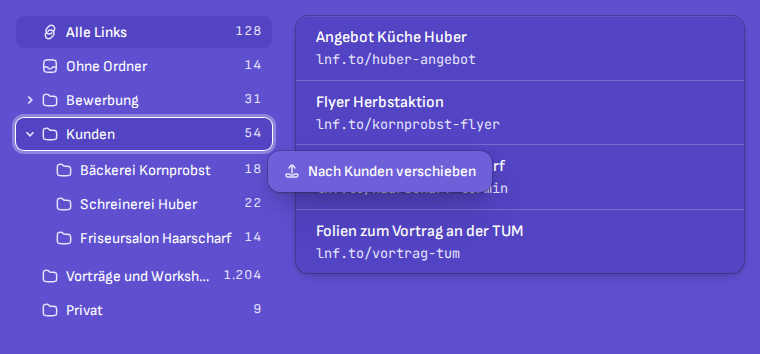 Alle Links 128
Ohne Ordner 14
Bewerbung 31
Kunden 54
Bäckerei Kornprobst 18
Schreinerei Huber 22
Friseursalon Haarscharf 14
Vorträge und Worksh… 1.204
Privat 9
Angebot Küche Huber
lnf.to/huber-angebot
Flyer Herbstaktion
lnf.to/kornprobst-flyer
Nach Kunden verschieben
Folien zum Vortrag an der TUM
lnf.to/vortrag-tum